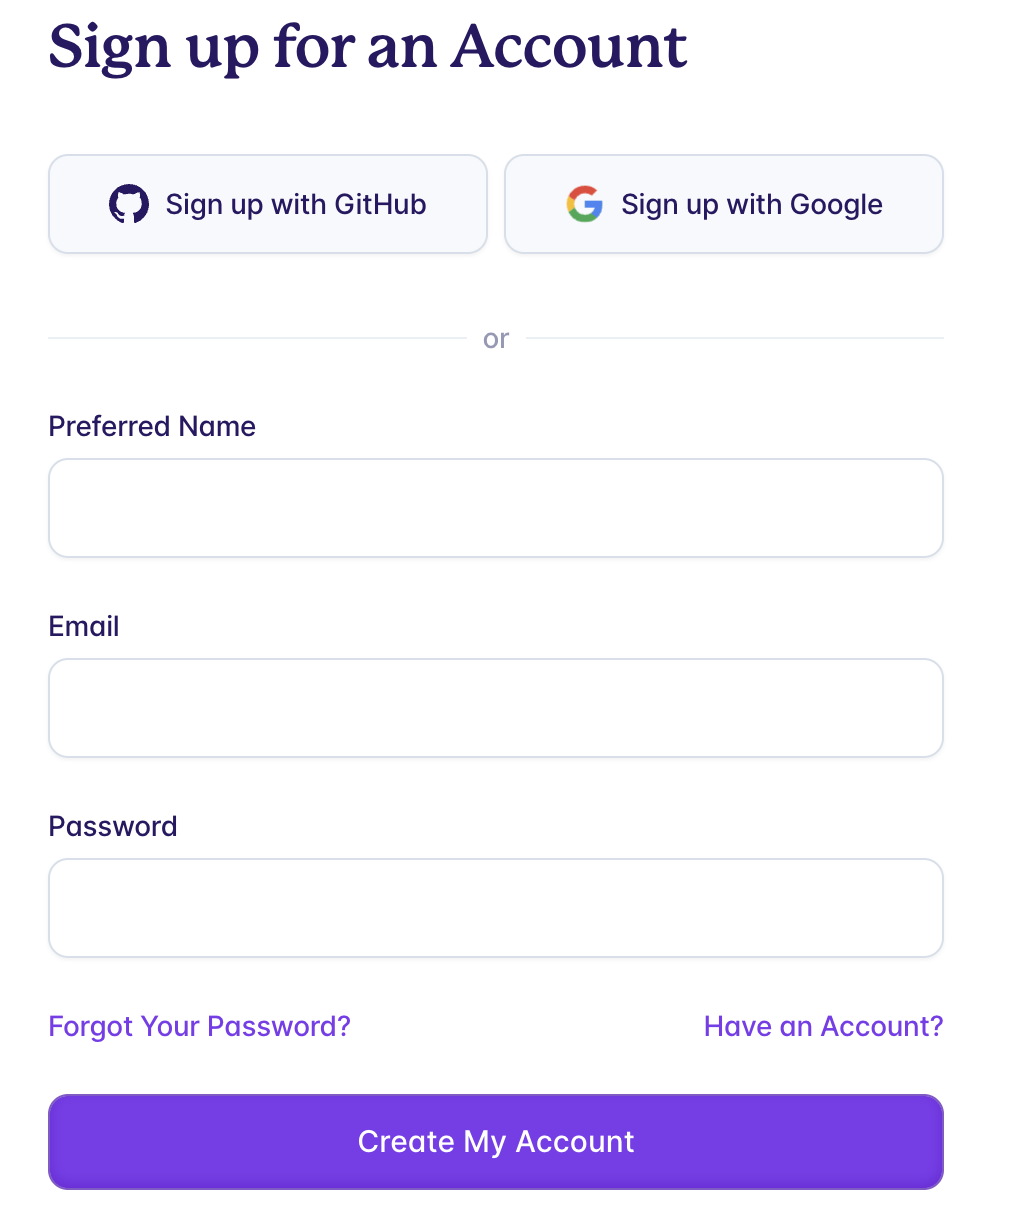 Sign up for an Account
Sign up with GitHub
Sign up with Google
or
Preferred Name
Email
Password
Forgot Your Password?
Have an Account?
Create My Account